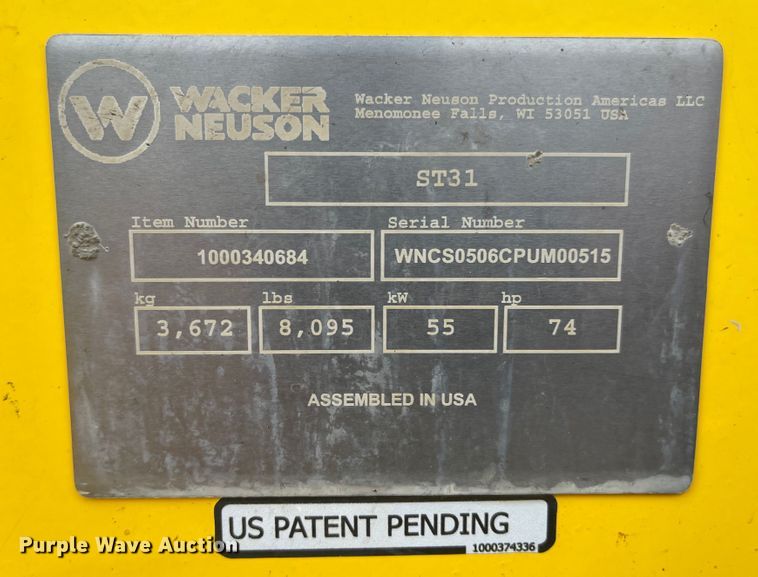 W WACKER
NEUSON
Wacker Neuson Production Americas LLC
Menomonee Falls, WI 53051 USA
ST31
Item Number Serial Number
1000340684 WNCS0506CPUM00515
kg lbs kW hp
3,672 8,095 55 74
ASSEMBLED IN USA
US PATENT PENDING
1000374336
Purple Wave Auction